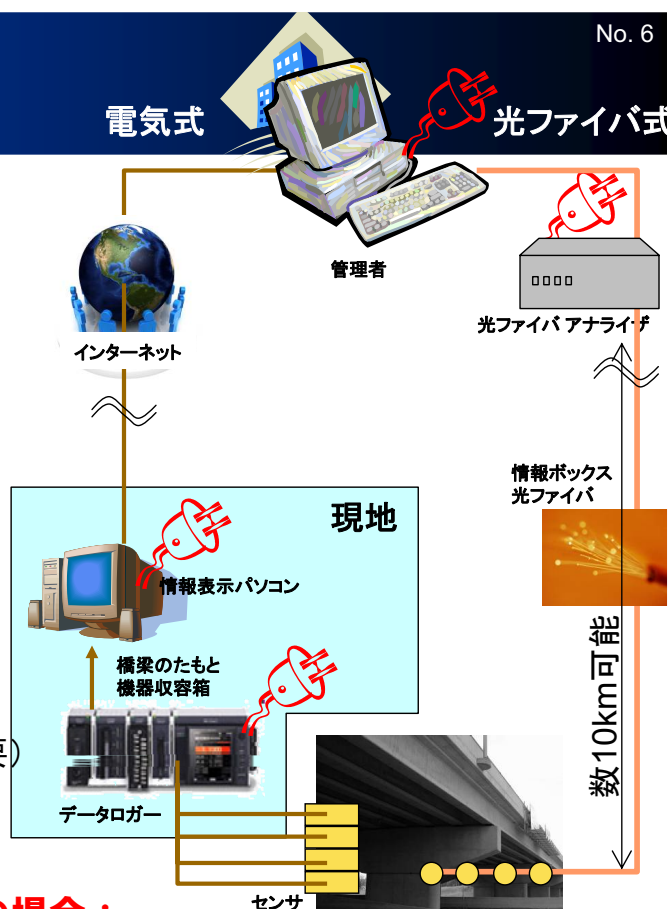 No. 6
電気式
光ファイバ式
管理者
光ファイバ アナライザ
インターネット
情報ボックス
光ファイバ
現地
情報表示パソコン
橋梁のたもと
機器収容箱
数10km可能
データロガー
センサ
場合：